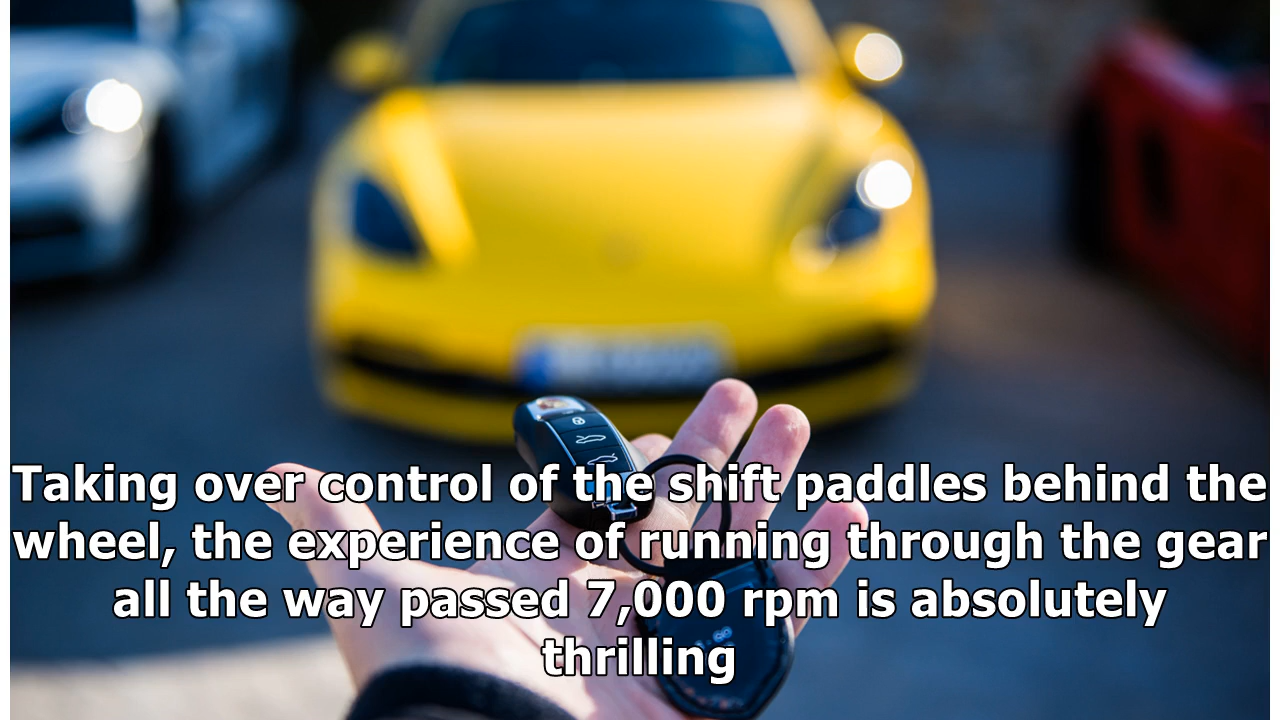 Taking over control of the shift paddles behind the
wheel, the experience of running through the gear
all the way passed 7,000 rpm is absolutely
thrilling